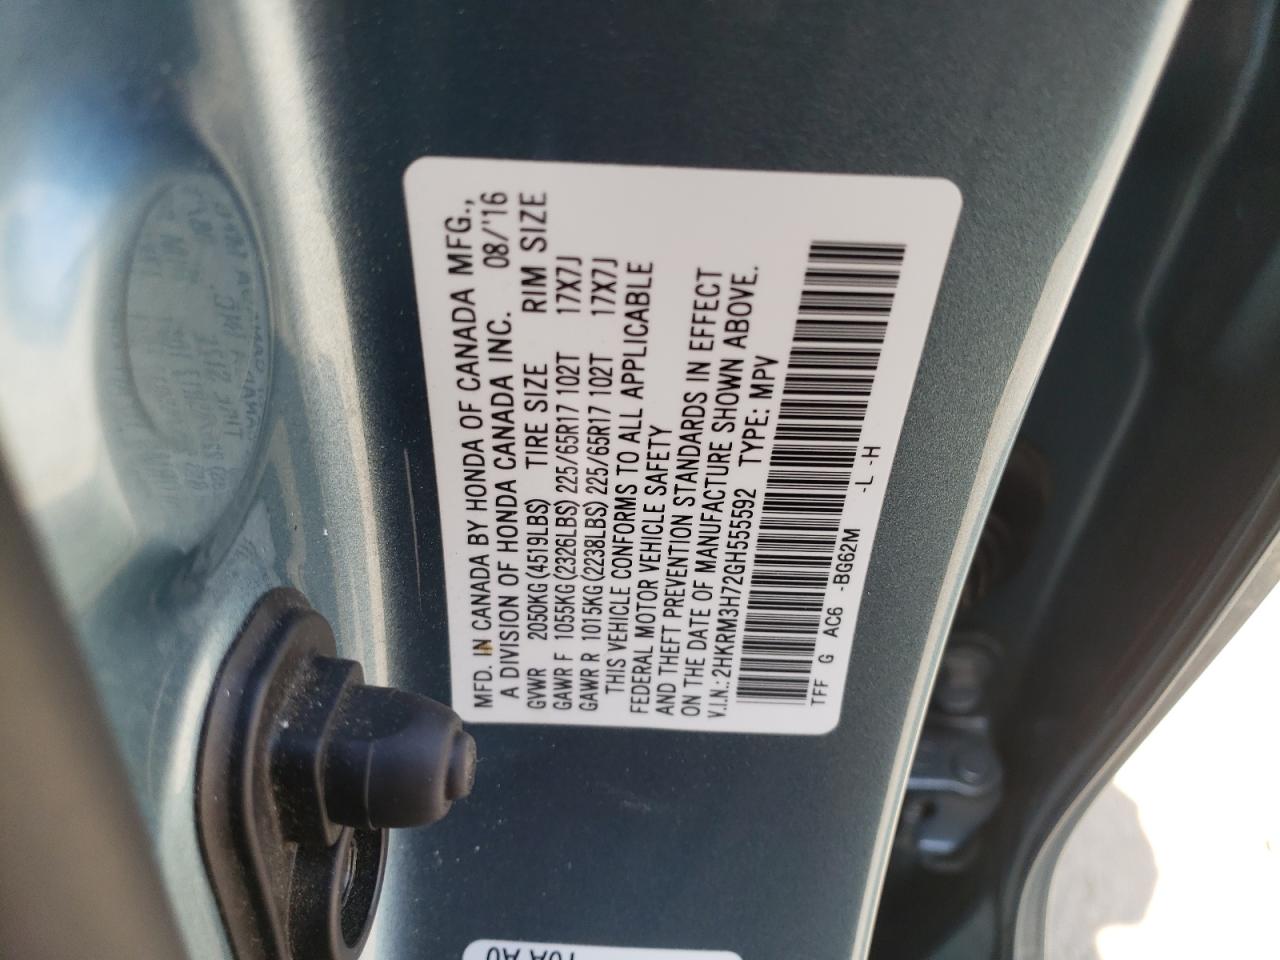 MFD. IN CANADA BY HONDA OF CANADA MFG.,
A DIVISION OF HONDA CANADA INC. 08/'16
GVWR 2050KG(4519LBS) TIRE SIZE RIM SIZE
GAWR F 1055KG(2326LBS) 225/65R17 102T 17X7J
GAWR R 1015KG(2238LBS) 225/65R17 102T 17X7J
THIS VEHICLE CONFORMS TO ALL APPLICABLE
FEDERAL MOTOR VEHICLE SAFETY
AND THEFT PREVENTION STANDARDS IN EFFECT
ON THE DATE OF MANUFACTURE SHOWN ABOVE.
V.I.N.: 2HKRM3H72GH555592 TYPE: MPV
TFF G AC6 -BG62M -L -H